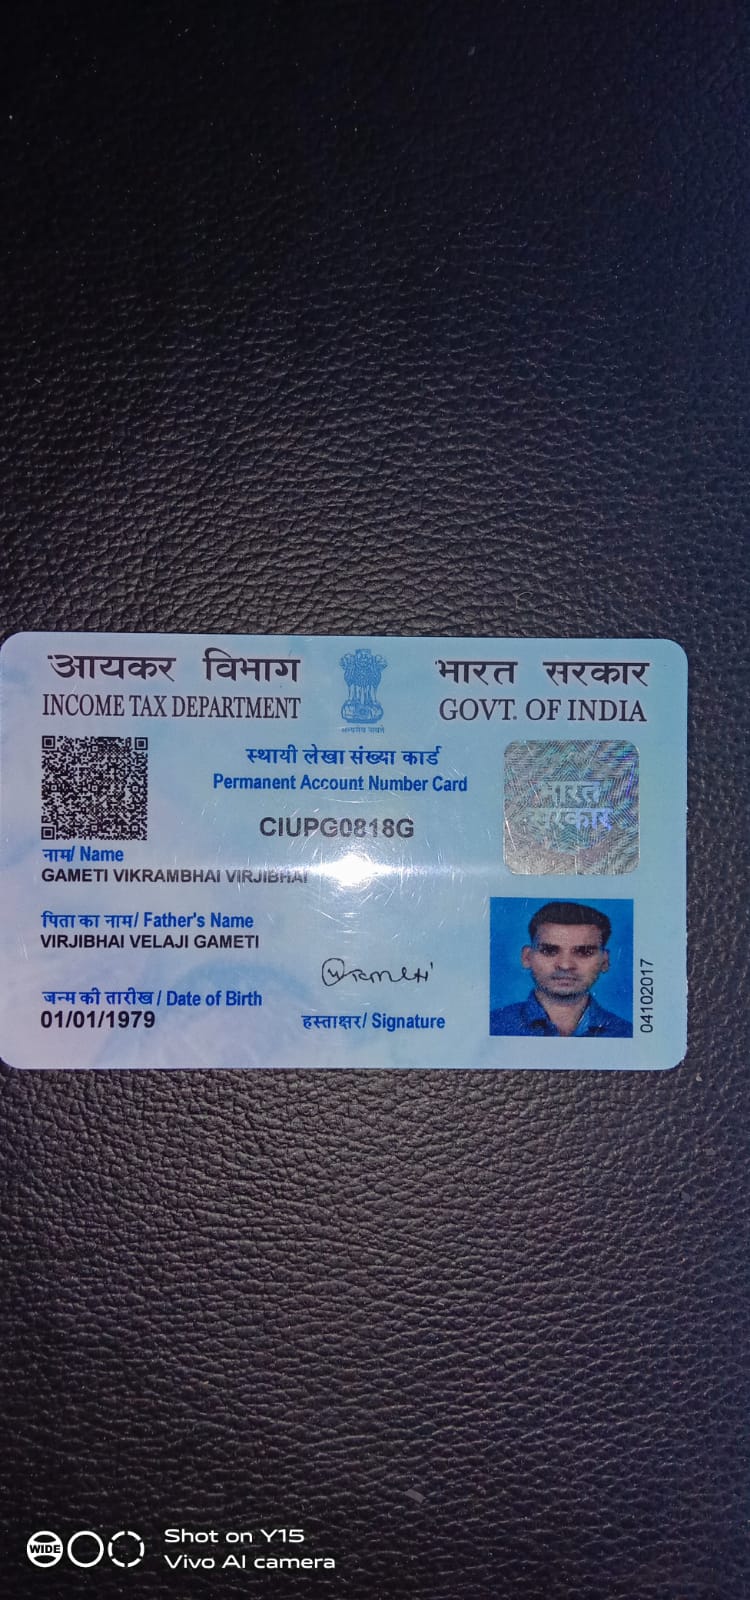 आयकर विभाग
INCOME TAX DEPARTMENT
भारत सरकार
GOVT. OF INDIA
सत्यमेव जयते
स्थायी लेखा संख्या कार्ड
Permanent Account Number Card
CIUPG0818G
भारत
सरकार
नाम/ Name
GAMETI VIKRAMBHAI VIRJIBHAI
पिता का नाम/ Father's Name
VIRJIBHAI VELAJI GAMETI
जन्म की तारीख / Date of Birth
01/01/1979
हस्ताक्षर/ Signature
04102017
WIDE
Shot on Y15
Vivo AI camera